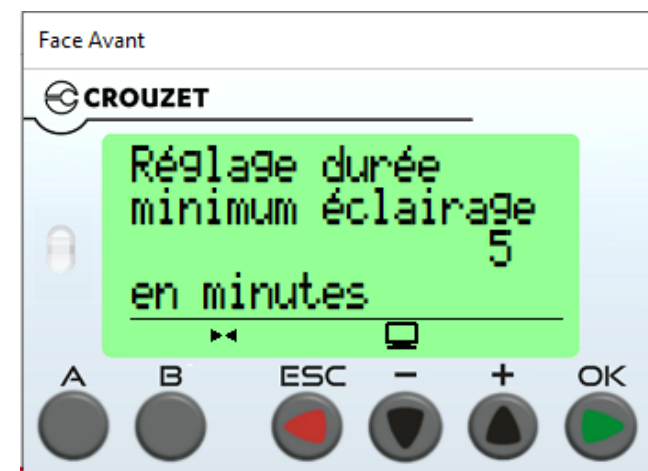 Face Avant
CROUZET
Réglage durée
minimum éclairage
5
en minutes
A B ESC - + OK